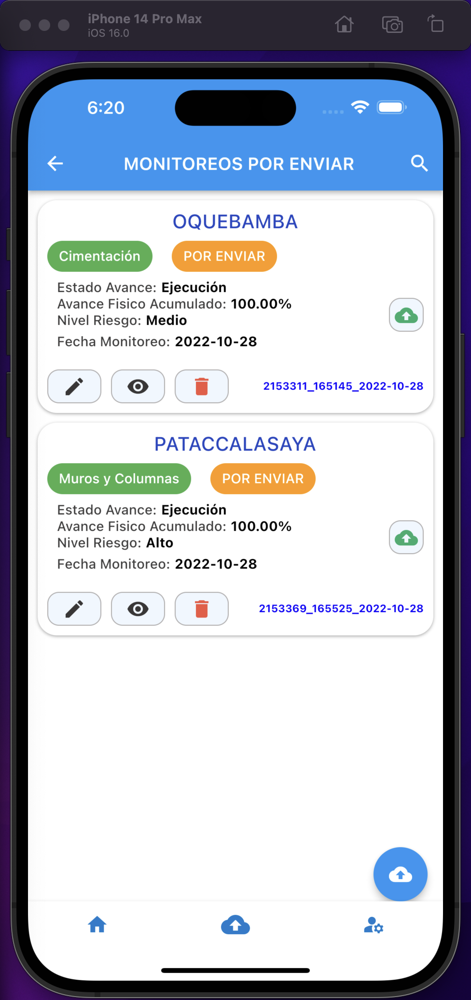 iPhone 14 Pro Max
iOS 16.0
6:20
MONITOREOS POR ENVIAR
OQUEBAMBA
Cimentación POR ENVIAR
Estado Avance: Ejecución
Avance Fisico Acumulado: 100.00%
Nivel Riesgo: Medio
Fecha Monitoreo: 2022-10-28
2153311_165145_2022-10-28
PATACCALASAYA
Muros y Columnas POR ENVIAR
Estado Avance: Ejecución
Avance Fisico Acumulado: 100.00%
Nivel Riesgo: Alto
Fecha Monitoreo: 2022-10-28
2153369_165525_2022-10-28